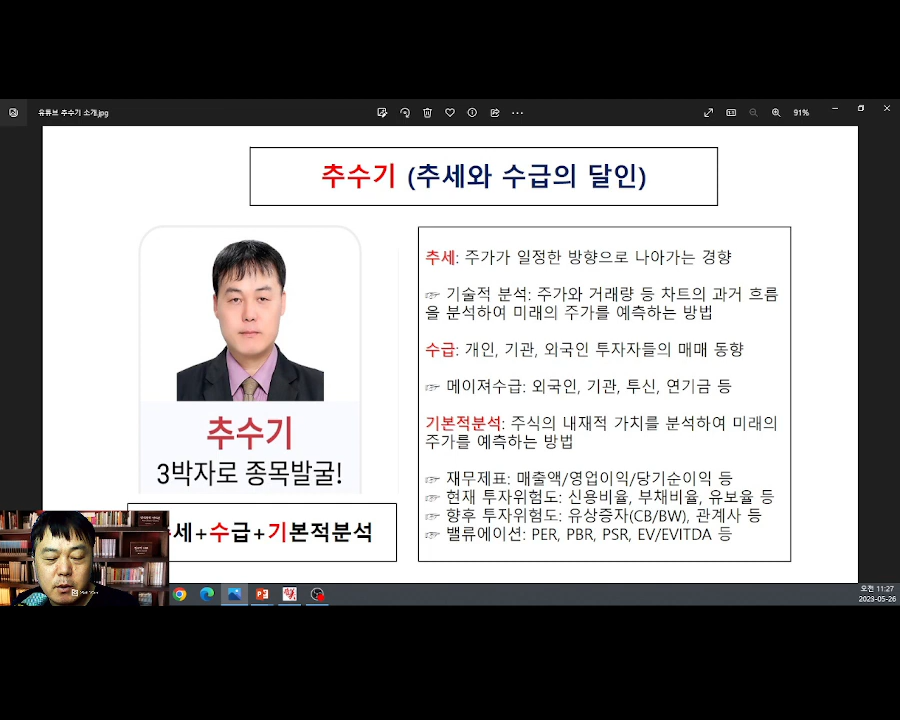 유튜브 추수기 소개.jpg
91%
추수기 (추세와 수급의 달인)
추수기
3박자로 종목발굴!
세+수급+기본적분석
추세: 주가가 일정한 방향으로 나아가는 경향
☞ 기술적 분석: 주가와 거래량 등 차트의 과거 흐름
을 분석하여 미래의 주가를 예측하는 방법
수급: 개인, 기관, 외국인 투자자들의 매매 동향
☞ 메이져수급: 외국인, 기관, 투신, 연기금 등
기본적분석: 주식의 내재적 가치를 분석하여 미래의
주가를 예측하는 방법
☞ 재무제표: 매출액/영업이익/당기순이익 등
☞ 현재 투자위험도: 신용비율, 부채비율, 유보율 등
☞ 향후 투자위험도: 유상증자(CB/BW), 관계사 등
☞ 밸류에이션: PER, PBR, PSR, EV/EVITDA 등
오전 11:27
2023-05-26